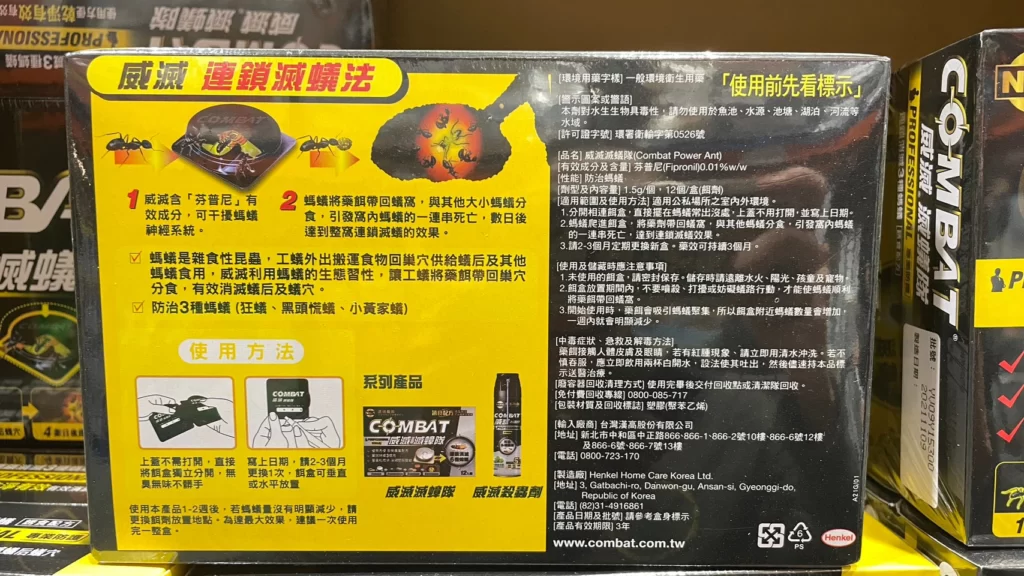 威滅 連鎖滅蟻法
COMBAT
1 威滅含「芬普尼」有
效成分,可干擾螞蟻
神經系統。
2 螞蟻將藥餌帶回蟻窩,與其他大小螞蟻分
食,引發窩內螞蟻的一連串死亡,數日後
達到整窩連鎖滅蟻的效果。
螞蟻是雜食性昆蟲,工蟻外出搬運食物回巢穴供給蟻后及其他
螞蟻食用,威滅利用螞蟻的生態習性,讓工蟻將藥餌帶回巢穴
分食,有效消滅蟻后及蟻穴。
防治3種螞蟻(狂蟻、黑頭慌蟻、小黃家蟻)
使用方法
COMBAT
上蓋不需打開,直接
將餌盒獨立分開,無
臭無味不髒手
寫上日期,請2-3個月
更換1次,餌盒可垂直
或水平放置
系列產品
COMBAT
威滅滅蟑隊
12
COMBAT
威滅滅蟑隊
威滅殺蟲劑
使用本產品1-2週後,若螞蟻量沒有明顯減少,請
更換餌劑放置地點。為達最大效果,建議一次使用
完一整盒。
[環境用藥字樣] 一般環境衛生用藥
「使用前先看標示」
[警示圖案或警語]
本劑對水生生物具毒性,請勿使用於魚池、水源、池塘、湖泊、河流等
水域。
[許可證字號] 環署衛輸字第0526號
[品名] 威滅滅蟻隊(Combat Power Ant)
[有效成分及含量] 芬普尼(Fipronil)0.01%w/w
[性能] 防治螞蟻
[劑型及內容量] 1.5g/個,12個/盒(餌劑)
[適用範圍及使用方法] 適用公私場所之室內外環境。
1.分開相連餌盒,直接擺在螞蟻常出沒處,上蓋不用打開,並寫上日期。
2.螞蟻爬進餌盒,將藥劑帶回蟻窩,與其他螞蟻分食,引發窩內螞蟻
的一連串死亡,達到連鎖滅蟻效果。
3.請2-3個月定期更換新盒。藥效可持續3個月。
[使用及儲藏時應注意事項]
1.未使用的餌盒,請密封保存。儲存時請遠離水火、陽光、孩童及寵物。
2.餌盒放置期間內,不要噴殺、打擾或妨礙蟻路行動,才能使螞蟻順利
將藥餌帶回蟻窩。
3.開始使用時,藥餌會吸引螞蟻聚集,所以餌盒附近螞蟻數量會增加,
一週內就會明顯減少。
[中毒症狀、急救及解毒方法]
藥餌接觸人體皮膚及眼睛,若有紅腫現象、請立即用清水沖洗。若不
慎吞服,應立即飲用兩杯白開水、設法使其吐出,然後儘速持本品標
示送醫治療。
[廢容器回收清理方式] 使用完畢後交付回收點或清潔隊回收。
[免付費回收專線] 0800-085-717
[包裝材質及回收標誌] 塑膠(聚苯乙烯)
[輸入廠商] 台灣漢高股份有限公司
[地址] 新北市中和區中正路866、866-1、866-2號10樓、866-6號12樓
及866-6號、866-7號13樓
[電話] 0800-723-170
[製造廠] Henkel Home Care Korea Ltd.
[地址] 3, Gatbachi-ro, Danwon-gu, Ansan-si, Gyeonggi-do,
Republic of Korea
[電話] (82)31-4916861
[產品日期及批號] 請參考盒身標示
[產品有效期限] 3年
www.combat.com.tw
A21G/01
6
PS
Henkel
COMBAT
威滅 滅蟻隊
PROFESSIONAL
批號:
YU09Y15300
製造日期:
20211109
PROFESSIONAL
威滅